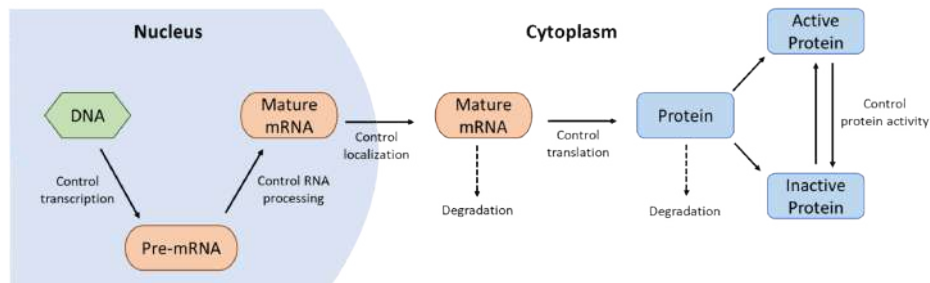 Nucleus
Cytoplasm
Active
Protein
DNA
Mature
mRNA
Mature
mRNA
Protein
Control
protein activity
Control
localization
Control
translation
Control
transcription
Control RNA
processing
Inactive
Protein
Degradation
Degradation
Pre-mRNA